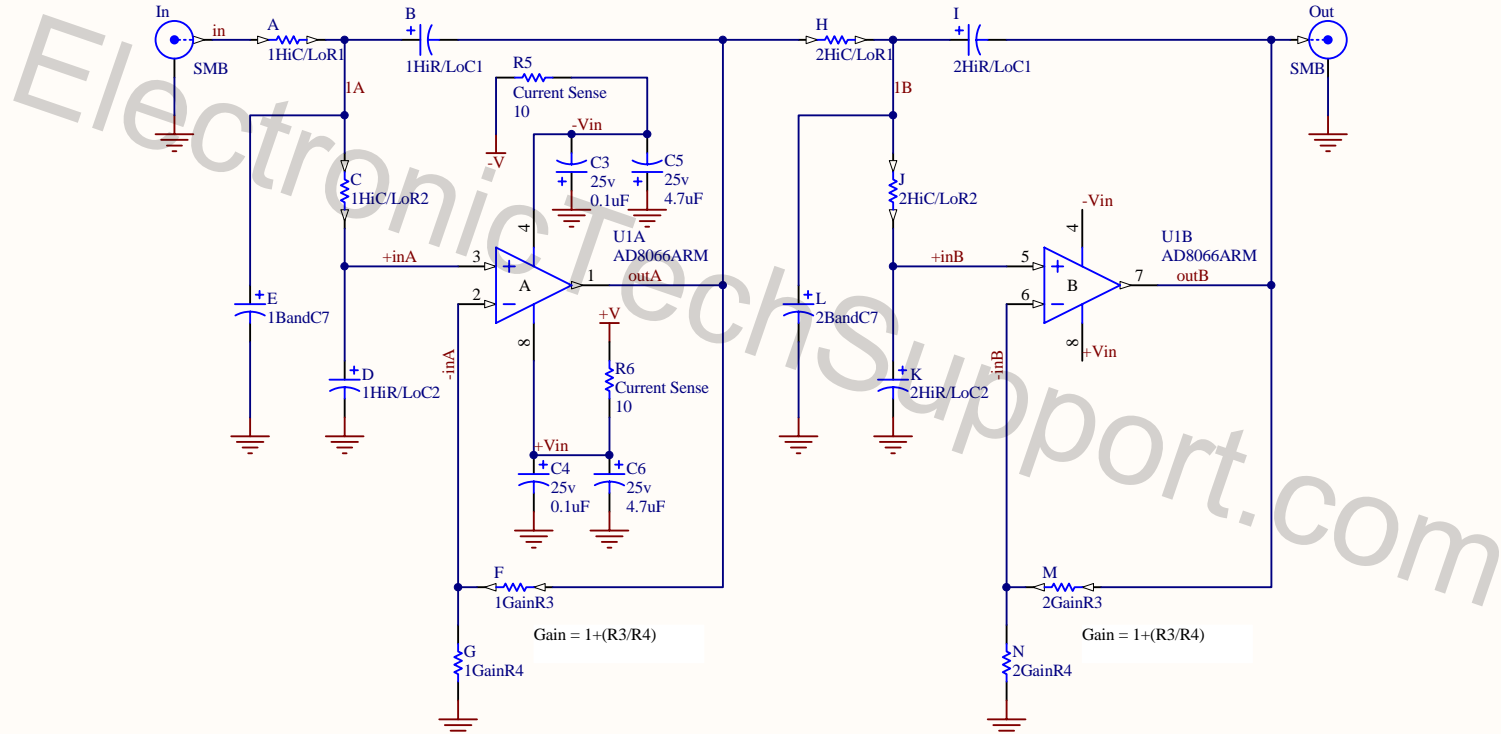 In
in
A
1HiC/LoR1
SMB
B
+
1HiR/LoC1
1A
R5
Current Sense
10
-V
-Vin
C3
25v
0.1uF
+
C5
25v
4.7uF
+
H
2HiC/LoR1
I
+
2HiR/LoC1
Out
SMB
1B
C
1HiC/LoR2
J
2HiC/LoR2
+inA
3
2
4
8
A
U1A
AD8066ARM
1
outA
+inB
5
6
4
-Vin
8
+Vin
B
U1B
AD8066ARM
7
outB
+
E
1BandC7
+
L
2BandC7
+V
R6
Current Sense
10
-inA
-inB
+
D
1HiR/LoC2
+
K
2HiR/LoC2
+Vin
+
C4
25v
0.1uF
+
C6
25v
4.7uF
F
1GainR3
M
2GainR3
Gain = 1+(R3/R4)
Gain = 1+(R3/R4)
G
1GainR4
N
2GainR4
ElectronicTechSupport.com